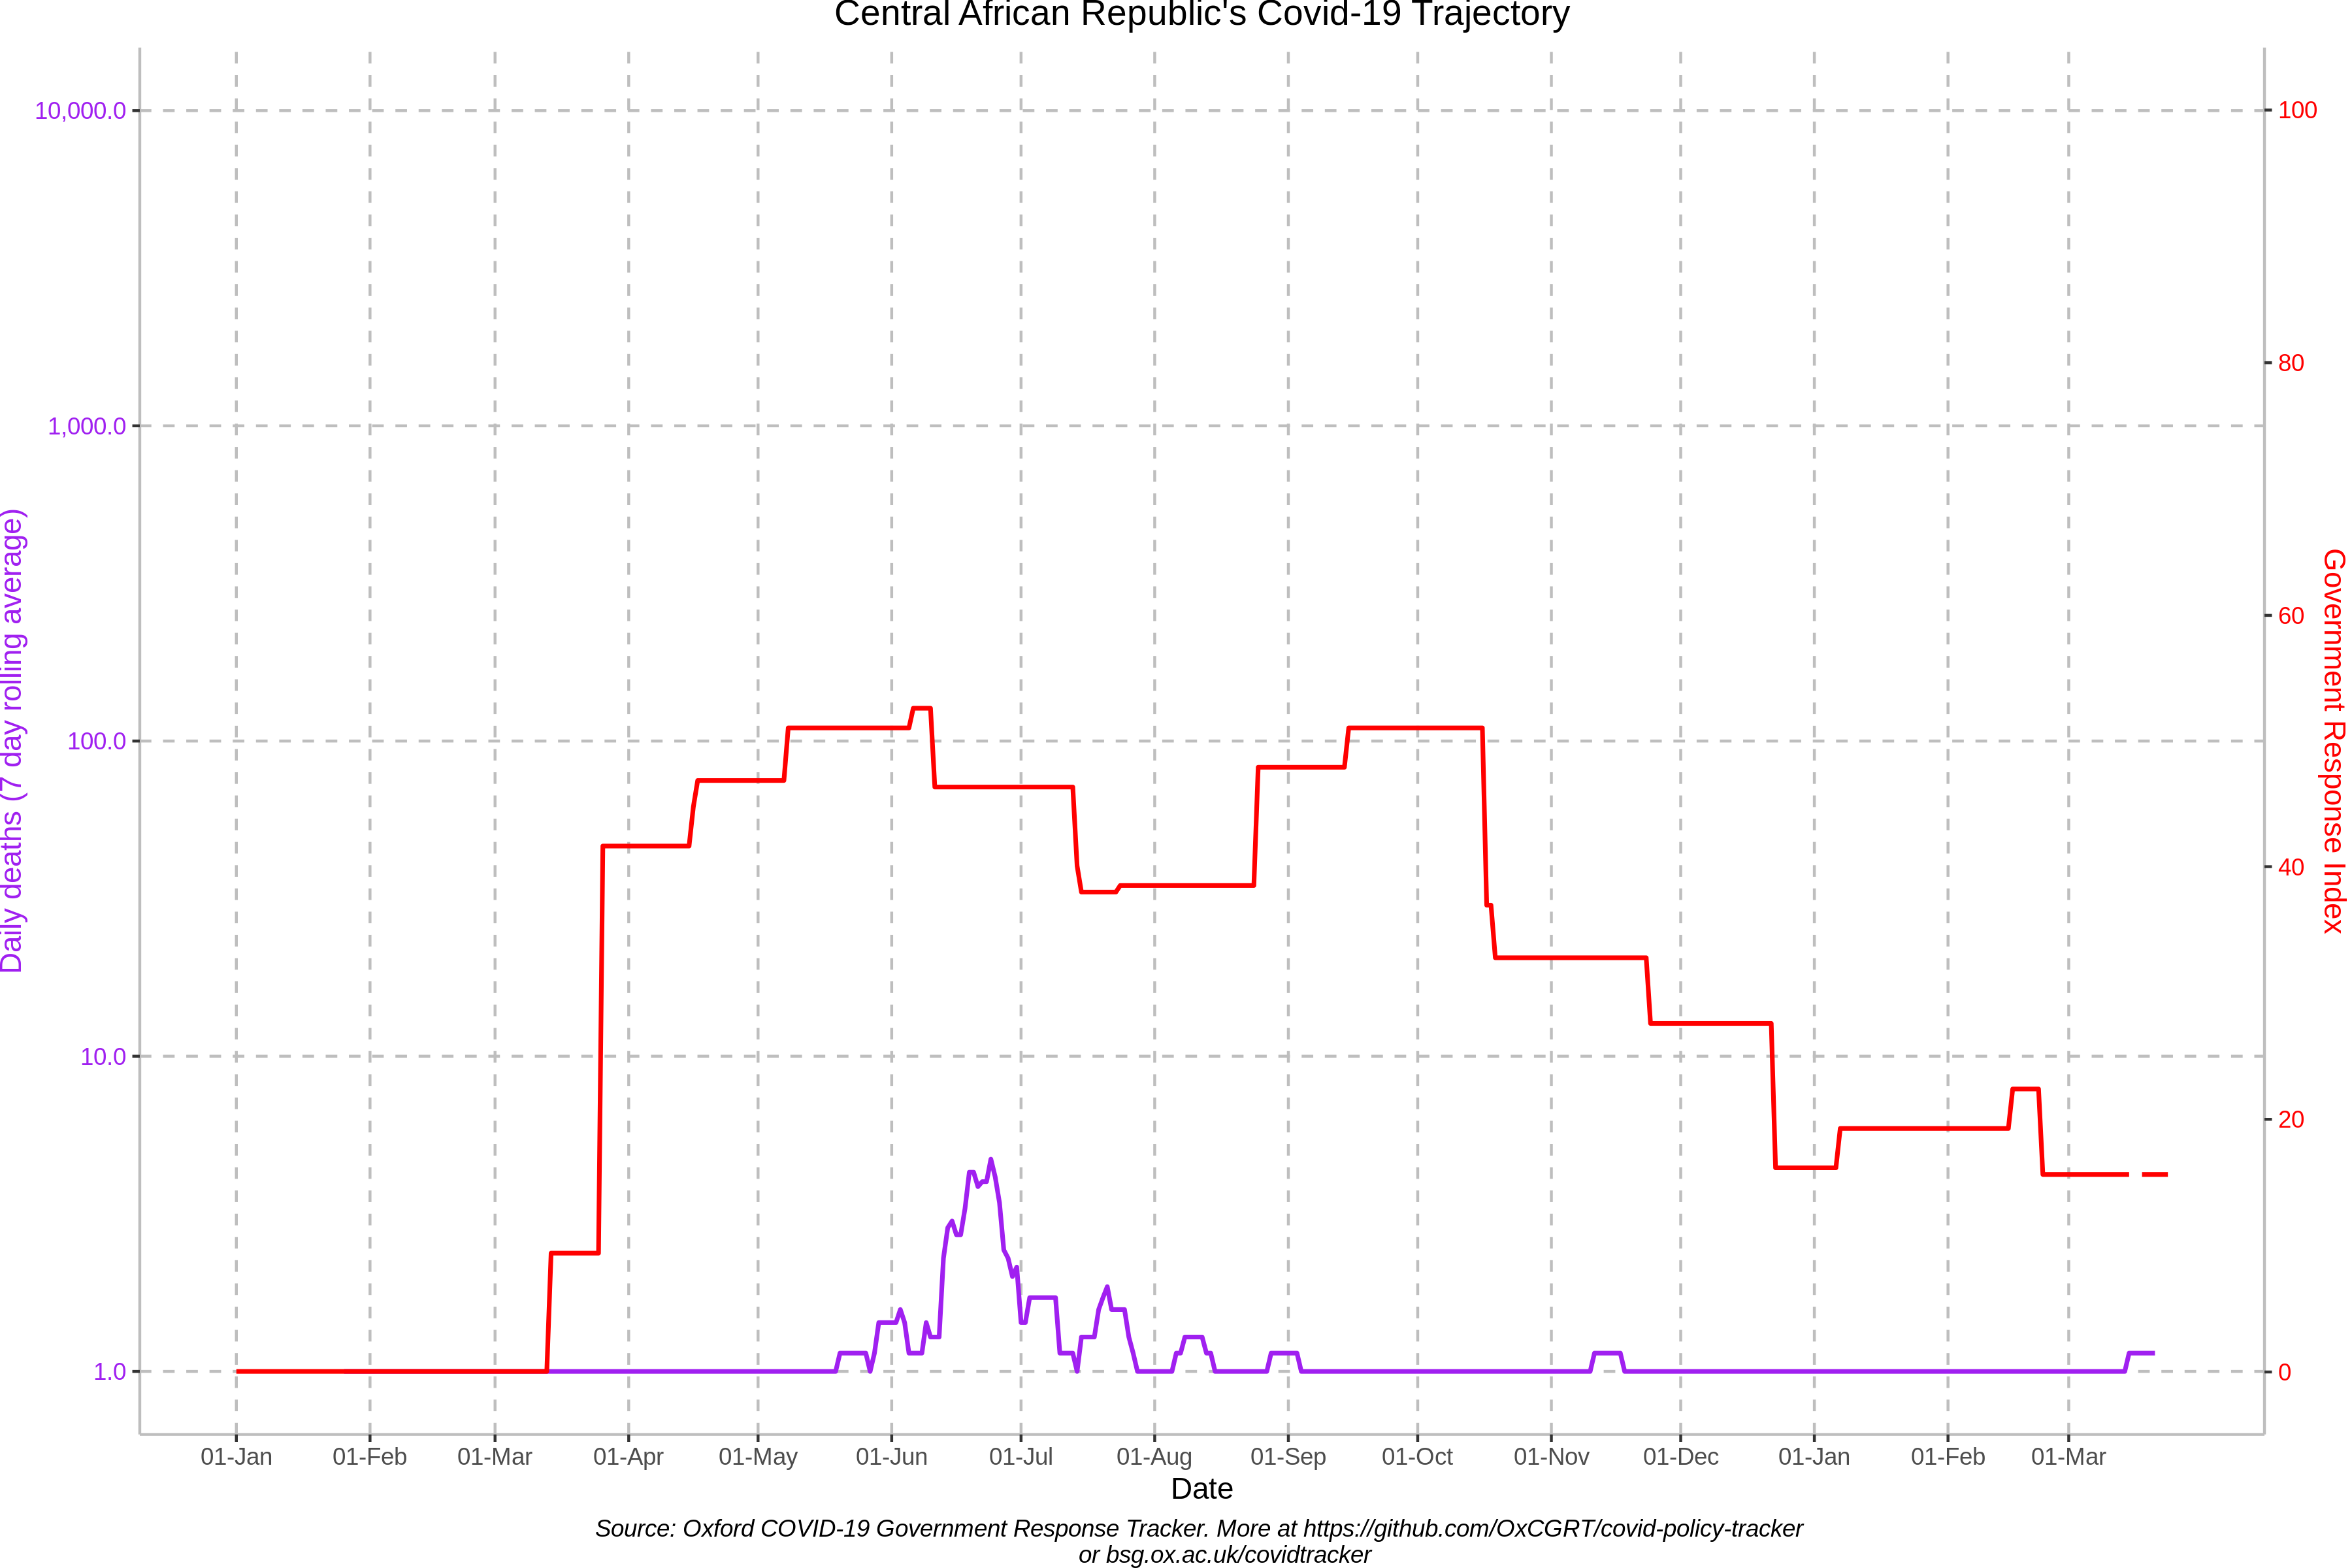 Central African Republic's Covid-19 Trajectory
10,000.0
1,000.0
100.0
10.0
1.0
Daily deaths (7 day rolling average)
100
80
60
40
20
0
Government Response Index
01-Jan 01-Feb 01-Mar 01-Apr 01-May 01-Jun 01-Jul 01-Aug 01-Sep 01-Oct 01-Nov 01-Dec 01-Jan 01-Feb 01-Mar
Date
Source: Oxford COVID-19 Government Response Tracker. More at https://github.com/OxCGRT/covid-policy-tracker
or bsg.ox.ac.uk/covidtracker